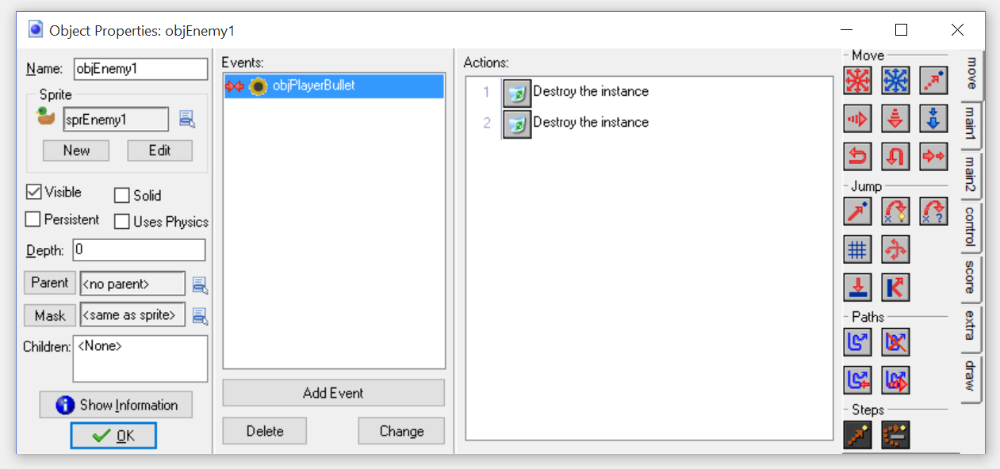 Object Properties: objEnemy1
Name: objEnemy1
Sprite
sprEnemy1
New Edit
Visible Solid
Persistent Uses Physics
Depth: 0
Parent <no parent>
Mask <same as sprite>
Children: <None>
Show Information
OK
Events:
objPlayerBullet
Add Event
Delete Change
Actions:
1 Destroy the instance
2 Destroy the instance
Move
Jump
Paths
Steps
move
main1
main2
control
score
extra
draw